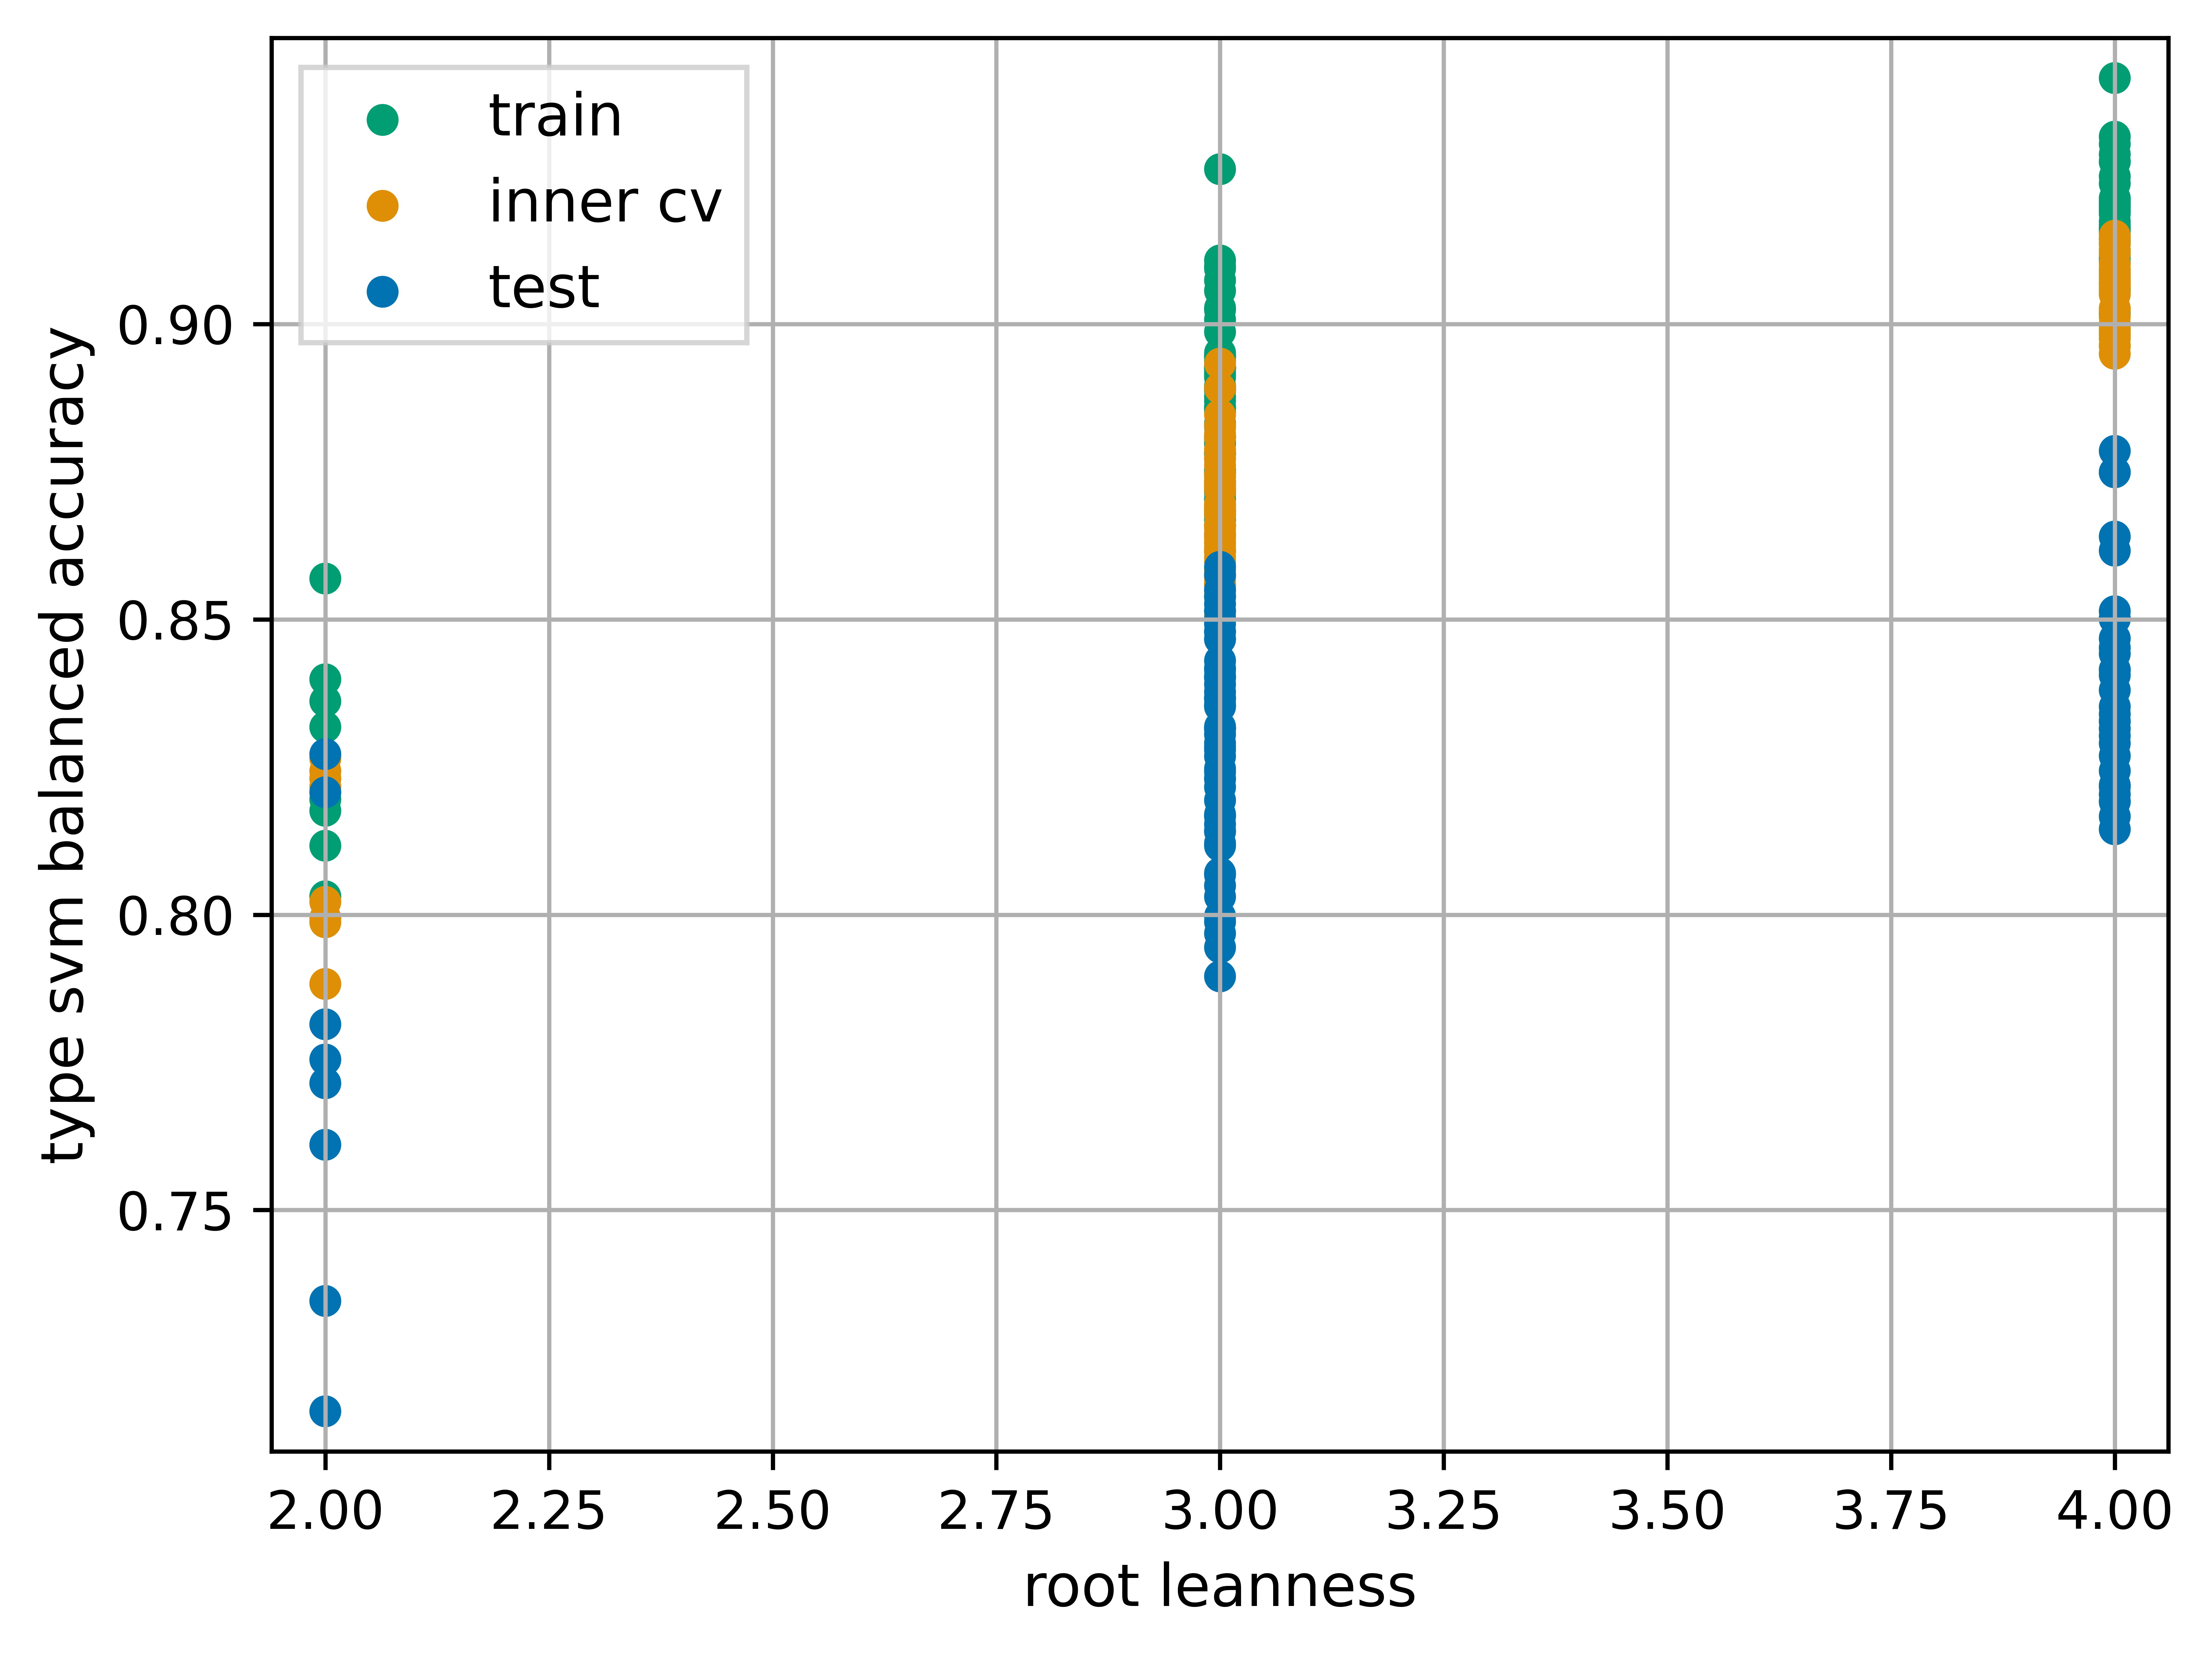 train
inner cv
test
type svm balanced accuracy
0.90
0.85
0.80
0.75
2.00 2.25 2.50 2.75 3.00 3.25 3.50 3.75 4.00
root leanness